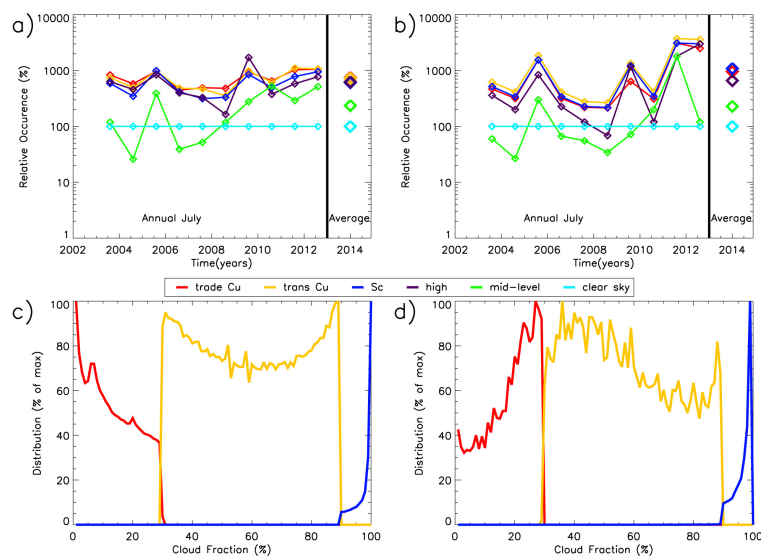 a)
Relative Occurence (%)
10000
1000
100
10
1
Annual July
Average
2002 2004 2006 2008 2010 2012 2014
Time(years)
b)
Relative Occurence (%)
10000
1000
100
10
1
Annual July
Average
2002 2004 2006 2008 2010 2012 2014
Time(years)
trade Cu trans Cu Sc high mid-level clear sky
c)
Distribution (% of max)
100
80
60
40
20
0
0 20 40 60 80 100
Cloud Fraction (%)
d)
Distribution (% of max)
100
80
60
40
20
0
0 20 40 60 80 100
Cloud Fraction (%)